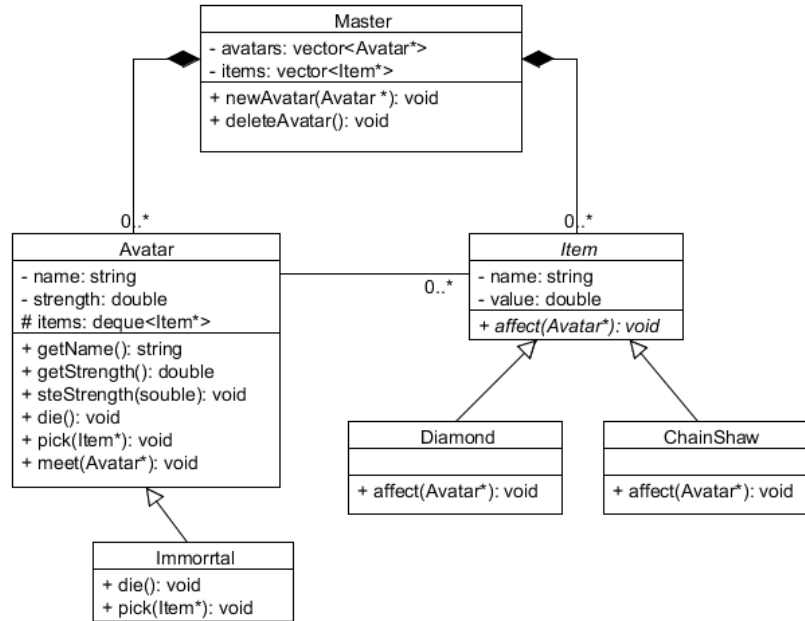 Master
- avatars: vector<Avatar*>
- items: vector<Item*>
+ newAvatar(Avatar *): void
+ deleteAvatar(): void
0..*
0..*
Avatar
- name: string
- strength: double
# items: deque<Item*>
+ getName(): string
+ getStrength(): double
+ steStrength(souble): void
+ die(): void
+ pick(Item*): void
+ meet(Avatar*): void
0..*
Item
- name: string
- value: double
+ affect(Avatar*): void
Diamond
+ affect(Avatar*): void
ChainShaw
+ affect(Avatar*): void
Immorrtal
+ die(): void
+ pick(Item*): void